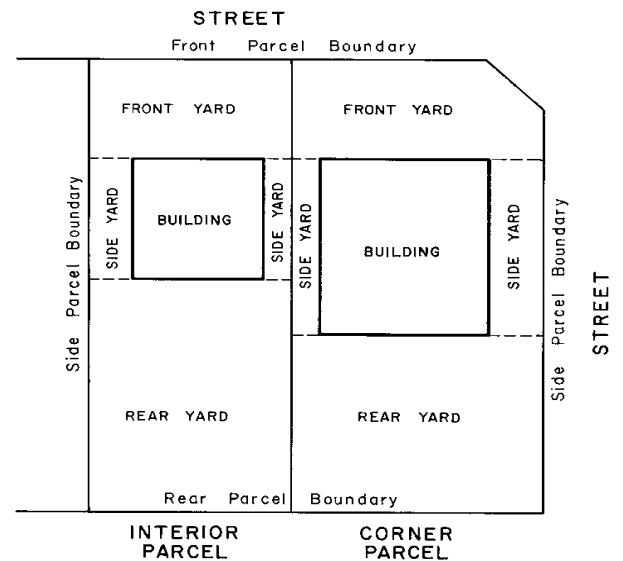 STREET
Front Parcel Boundary
FRONT YARD
FRONT YARD
Side Parcel Boundary
SIDE YARD
BUILDING
SIDE YARD
SIDE YARD
BUILDING
SIDE YARD
Side Parcel Boundary
STREET
REAR YARD
REAR YARD
Rear Parcel Boundary
INTERIOR
PARCEL
CORNER
PARCEL